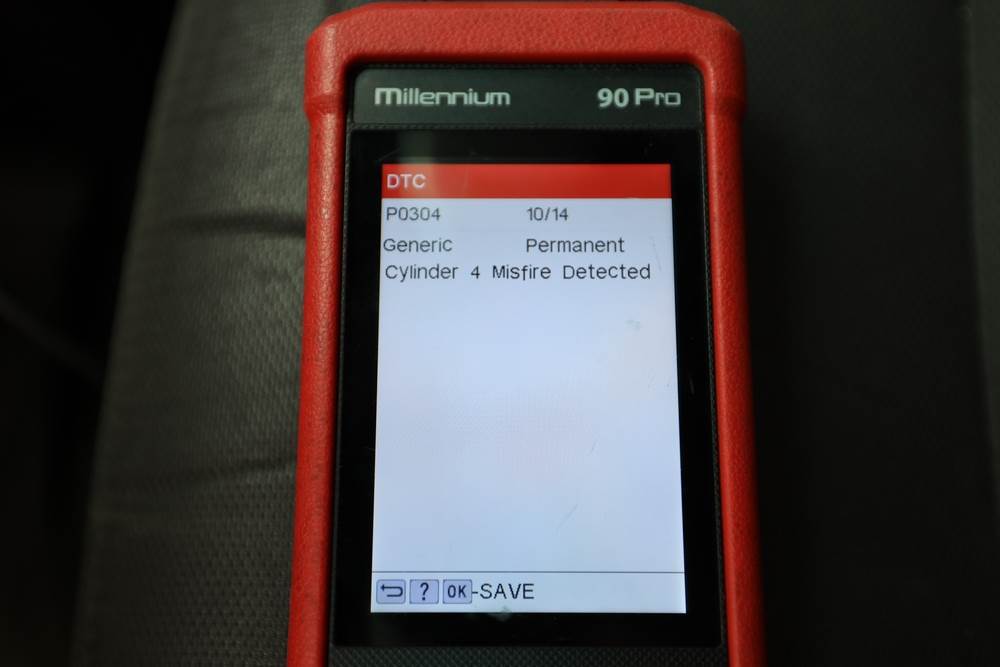 Millennium 90 Pro
DTC
P0304 10/14
Generic Permanent
Cylinder 4 Misfire Detected
? OK-SAVE